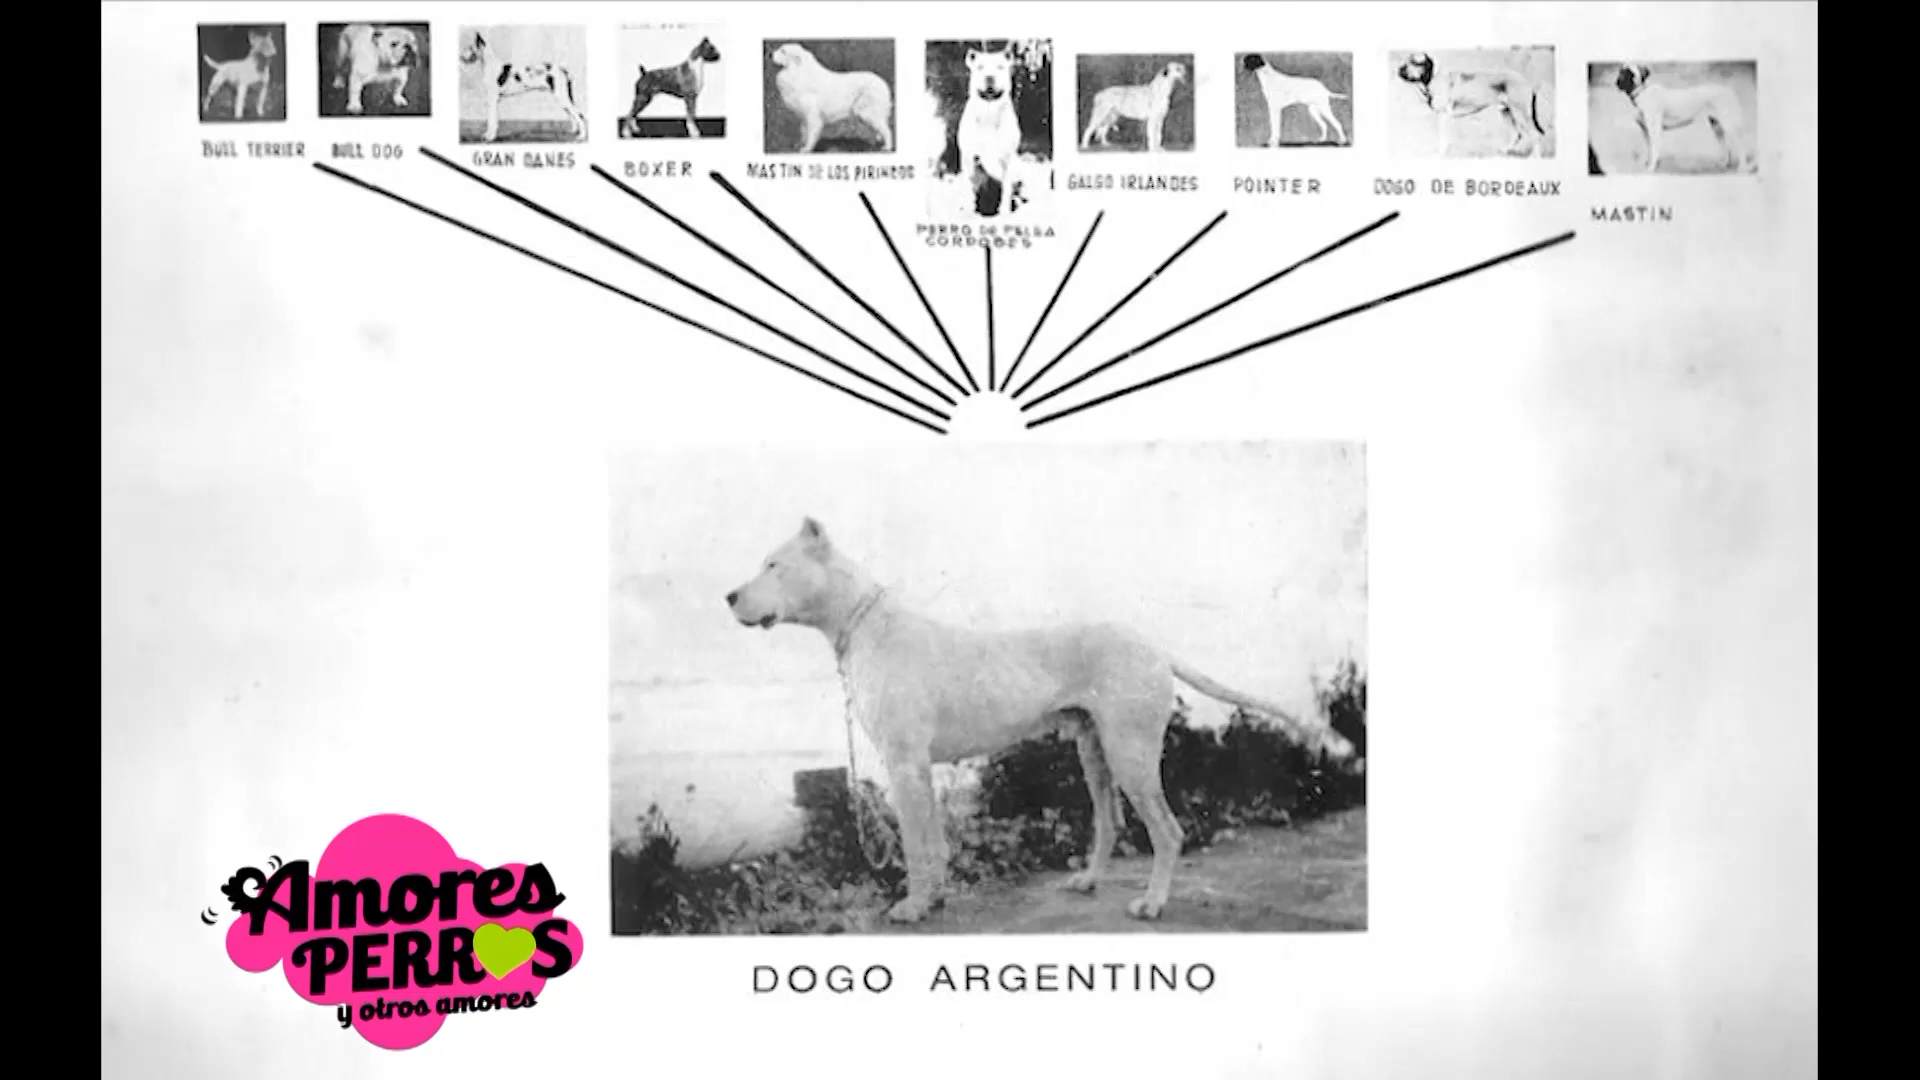 BULL TERRIER
BULL DOG
GRAN DANES
BOXER
MASTIN DE LOS PIRINEOS
PERRO DE PELEA
CORDOBES
GALGO IRLANDES
POINTER
DOGO DE BORDEAUX
MASTIN
DOGO ARGENTINO
Amores
PERROS
y otros amores